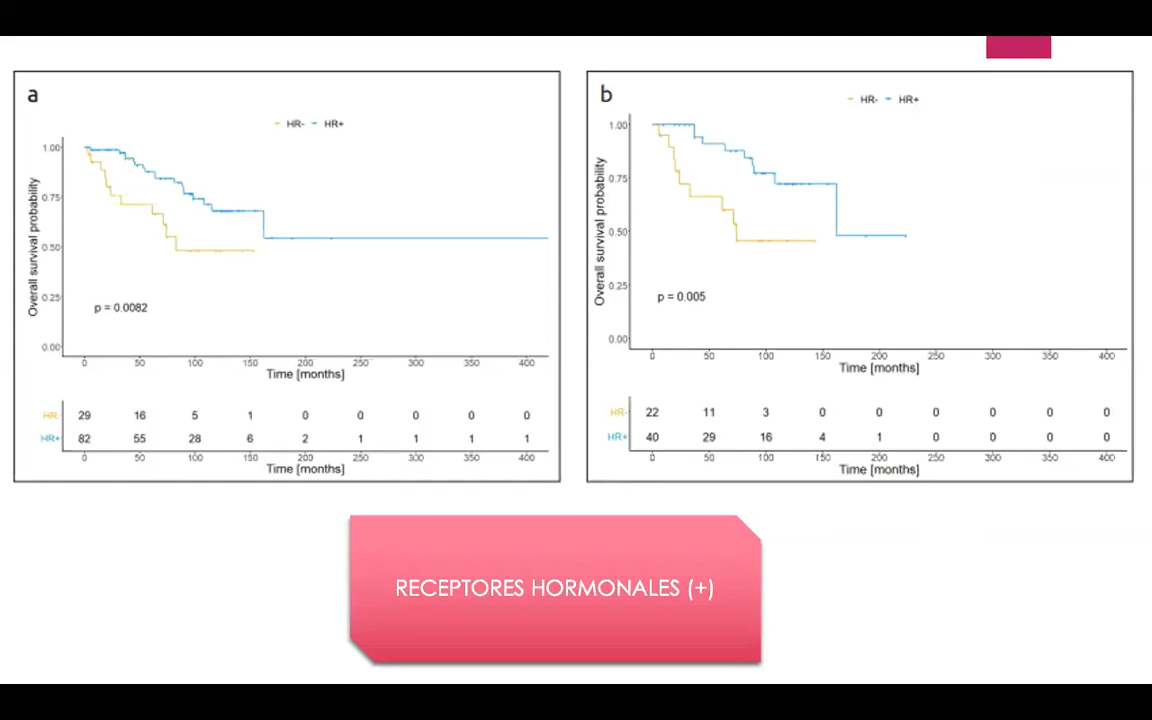 a
HR- HR+
1.00
0.75
0.50
0.25
0.00
Overall survival probability
p = 0.0082
0 50 100 150 200 250 300 350 400
Time [months]
HR- 29 16 5 1 0 0 0 0 0
HR+ 82 55 28 6 2 1 1 1 1
0 50 100 150 200 250 300 350 400
Time [months]
b
HR- HR+
1.00
0.75
0.50
0.25
0.00
Overall survival probability
p = 0.005
0 50 100 150 200 250 300 350 400
Time [months]
HR- 22 11 3 0 0 0 0 0 0
HR+ 40 29 16 4 1 0 0 0 0
0 50 100 150 200 250 300 350 400
Time [months]
RECEPTORES HORMONALES (+)